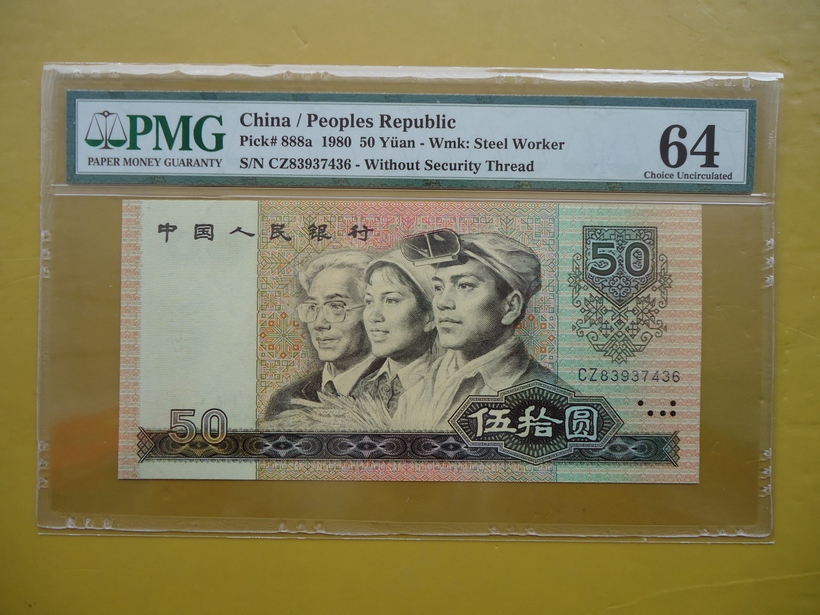 PMG
PAPER MONEY GUARANTY
China / Peoples Republic
Pick# 888a 1980 50 Yüan - Wmk: Steel Worker
S/N CZ83937436 - Without Security Thread
64
Choice Uncirculated
中国人民银行
50
CZ83937436
50
伍拾圆